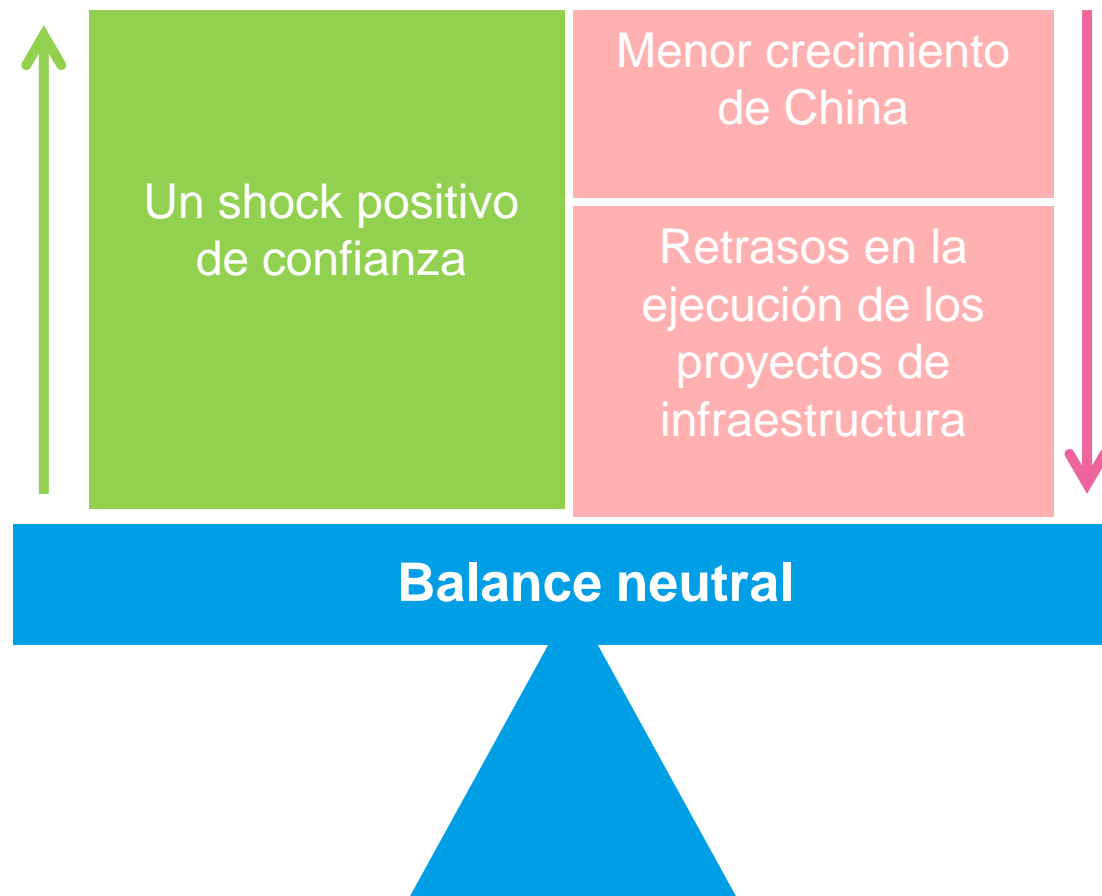 Un shock positivo
de confianza
Menor crecimiento
de China
Retrasos en la
ejecución de los
proyectos de
infraestructura
Balance neutral